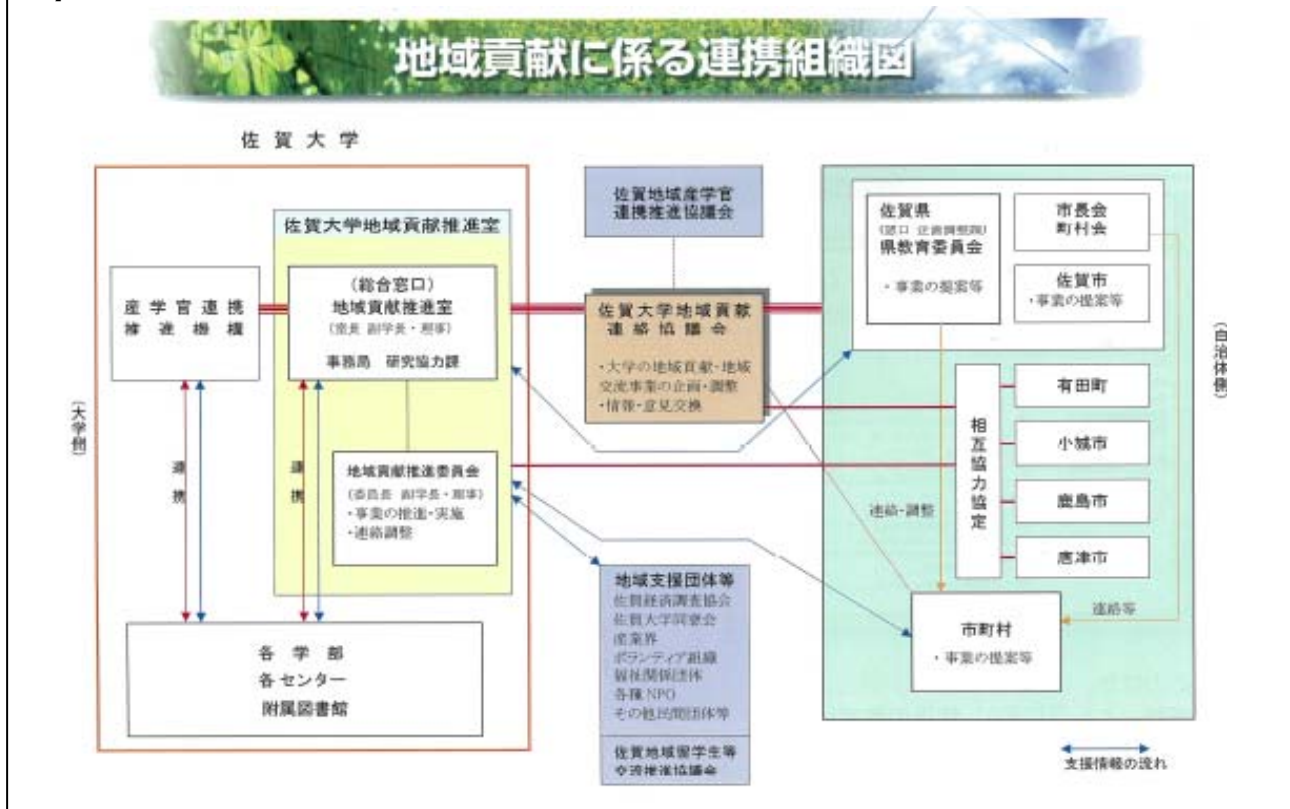 地域貢献に係る連携組織図
佐賀大学
(大学側)
産学官連携
推進機構
佐賀大学地域貢献推進室
(総合窓口)
地域貢献推進室
(室長 副学長・理事)
事務局 研究協力課
連携
連携
地域貢献推進委員会
(委員長 副学長・理事)
・事業の推進・実施
・連絡調整
各学部
各センター
附属図書館
佐賀地域産学官
連携推進協議会
佐賀大学地域貢献
連絡協議会
・大学の地域貢献・地域
交流事業の企画・調整
・情報・意見交換
地域支援団体等
佐賀経済調査協会
佐賀大学同窓会
産業界
ボランティア組織
福祉関係団体
各種NPO
その他民間団体等
佐賀地域留学生等
交流推進協議会
(自治体側)
佐賀県
(窓口 企画調整課)
県教育委員会
・事業の提案等
市長会
町村会
佐賀市
・事業の提案等
相互協力協定
有田町
小城市
鹿島市
唐津市
連絡・調整
連絡等
市町村
・事業の提案等
支援情報の流れ